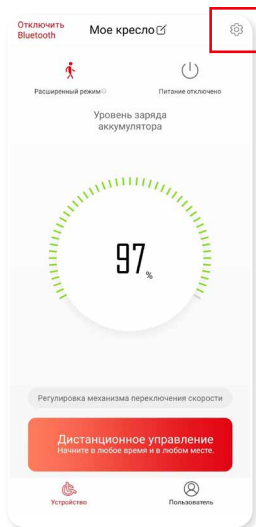 Отключить
Bluetooth
Мое кресло
Расширенный режим
Питание отключено
Уровень заряда
аккумулятора
97 %
Регулировка механизма переключения скорости
Дистанционное управление
Начните в любое время и в любом месте.
Устройство
Пользователь